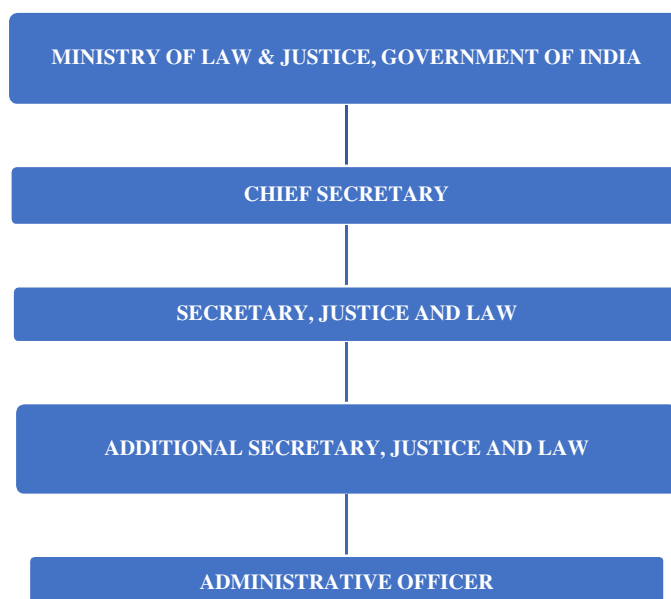 MINISTRY OF LAW & JUSTICE, GOVERNMENT OF INDIA
CHIEF SECRETARY
SECRETARY, JUSTICE AND LAW
ADDITIONAL SECRETARY, JUSTICE AND LAW
ADMINISTRATIVE OFFICER